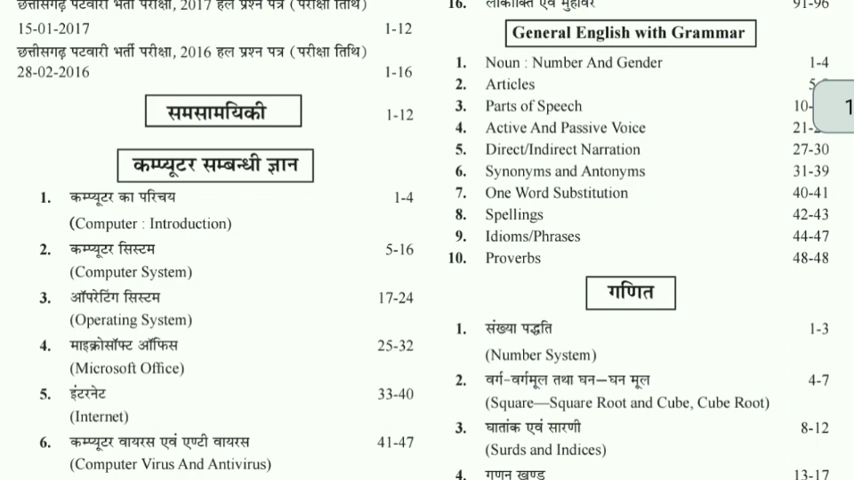 छत्तीसगढ़ पटवारी भर्ती परीक्षा, 2017 हल प्रश्न पत्र (परीक्षा तिथि)
15-01-2017 1-12
छत्तीसगढ़ पटवारी भर्ती परीक्षा, 2016 हल प्रश्न पत्र (परीक्षा तिथि)
28-02-2016 1-16
समसामयिकी 1-12
कम्प्यूटर सम्बन्धी ज्ञान
1. कम्प्यूटर का परिचय 1-4
(Computer : Introduction)
2. कम्प्यूटर सिस्टम 5-16
(Computer System)
3. ऑपरेटिंग सिस्टम 17-24
(Operating System)
4. माइक्रोसॉफ्ट ऑफिस 25-32
(Microsoft Office)
5. इंटरनेट 33-40
(Internet)
6. कम्प्यूटर वायरस एवं एण्टी वायरस 41-47
(Computer Virus And Antivirus)
16. लोकोक्ति एवं मुहावरे 91-96
General English with Grammar
1. Noun : Number And Gender 1-4
2. Articles
3. Parts of Speech 10-
4. Active And Passive Voice 21-
5. Direct/Indirect Narration 27-30
6. Synonyms and Antonyms 31-39
7. One Word Substitution 40-41
8. Spellings 42-43
9. Idioms/Phrases 44-47
10. Proverbs 48-48
गणित
1. संख्या पद्धति 1-3
(Number System)
2. वर्ग-वर्गमूल तथा घन—घन मूल 4-7
(Square—Square Root and Cube, Cube Root)
3. घातांक एवं सारणी 8-12
(Surds and Indices)
4. गुणन खण्ड 13-17
1